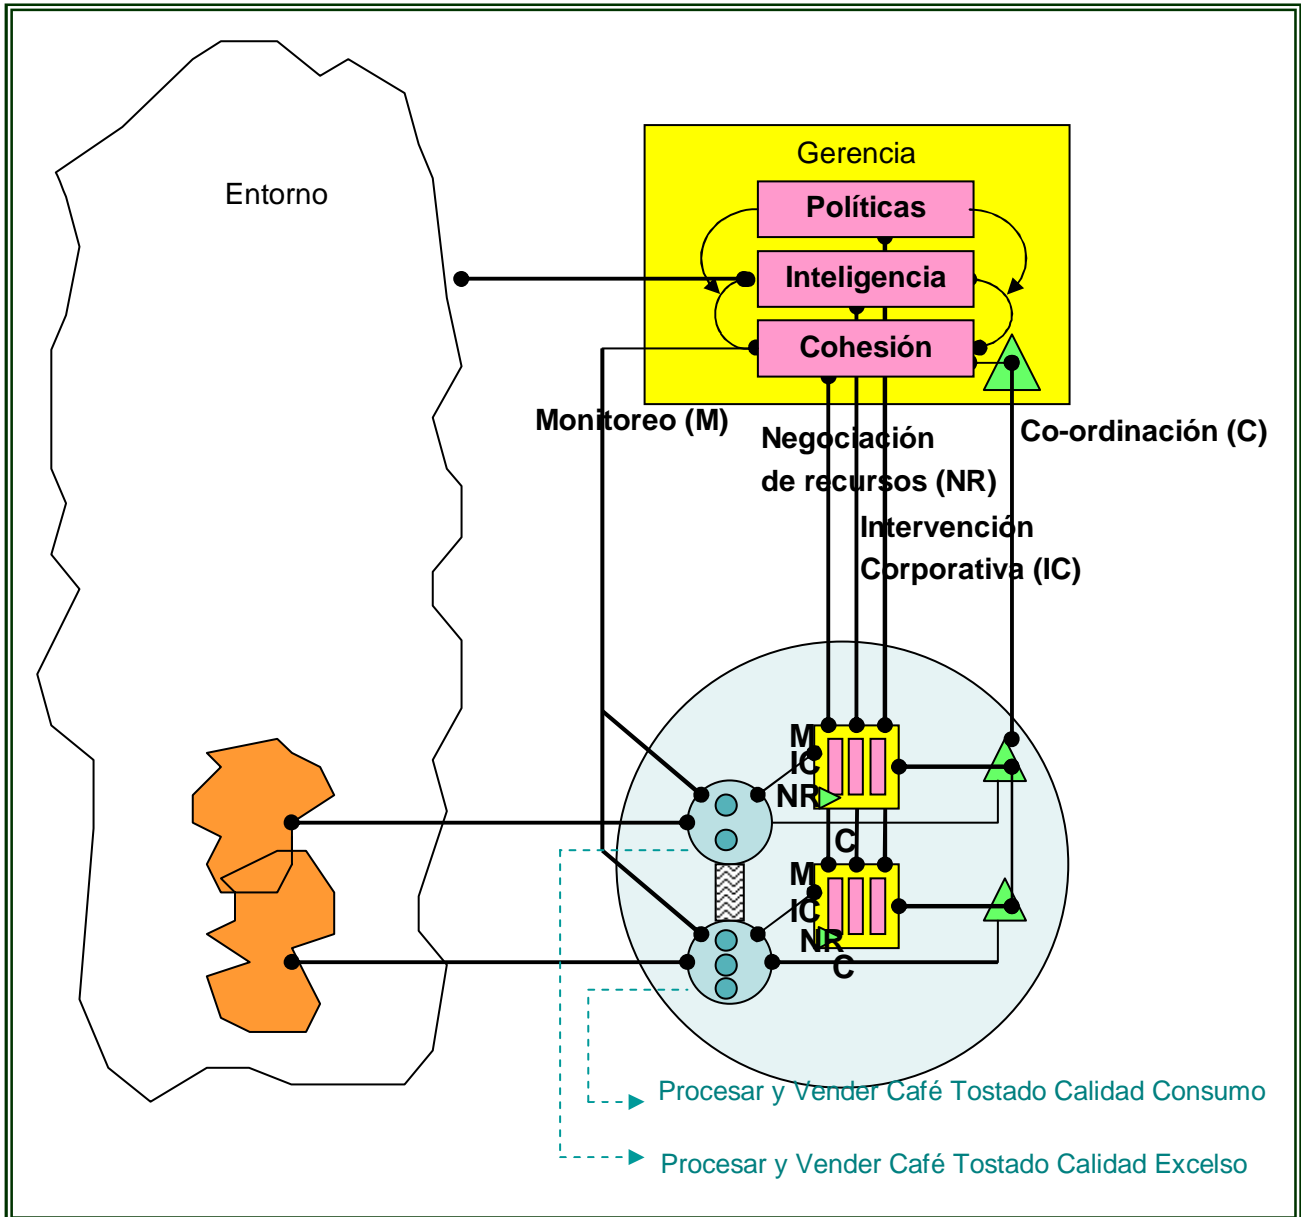 Gerencia
Entorno
Políticas
Inteligencia
Cohesión
Monitoreo (M)
Negociación
de recursos (NR)
Co-ordinación (C)
Intervención
Corporativa (IC)
M
IC
NR
C
M
IC
NR
C
Procesar y Vender Café Tostado Calidad Consumo
Procesar y Vender Café Tostado Calidad Excelso